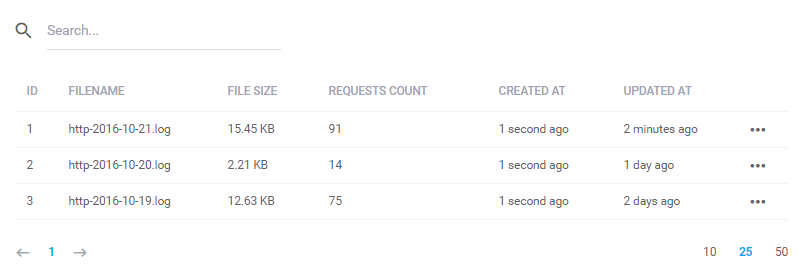 Search...
ID FILENAME FILE SIZE REQUESTS COUNT CREATED AT UPDATED AT
1 http-2016-10-21.log 15.45 KB 91 1 second ago 2 minutes ago
2 http-2016-10-20.log 2.21 KB 14 1 second ago 1 day ago
3 http-2016-10-19.log 12.63 KB 75 1 second ago 2 days ago
1 10 25 50